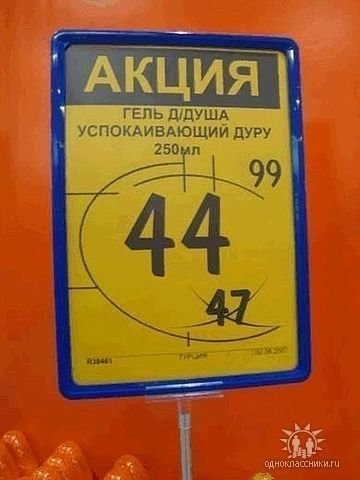 АКЦИЯ
ГЕЛЬ Д/ДУША
УСПОКАИВАЮЩИЙ ДУРУ
250мл
99
44
47
ТУРЦИЯ
одноклассники.ru